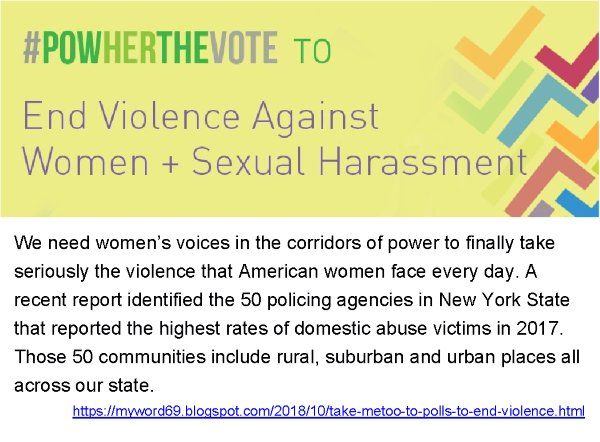 #POWHERTHEVOTE TO
End Violence Against
Women + Sexual Harassment
We need women’s voices in the corridors of power to finally take
seriously the violence that American women face every day. A
recent report identified the 50 policing agencies in New York State
that reported the highest rates of domestic abuse victims in 2017.
Those 50 communities include rural, suburban and urban places all
across our state.
https://myword69.blogspot.com/2018/10/take-metoo-to-polls-to-end-violence.html